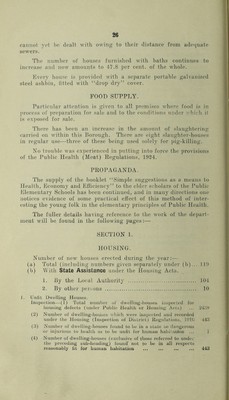 26
cannot yet be dealt with owing to their distance from adequate
sewers.
The number of houses furnished with baths continues to
increase and now amounts to 47.8 per cent. of the whole.
Every house is provided with a separate portable galvanised
steel ashbin, fitted with "drop dry" cover.
FOOD SUPPLY.
Particular attention is given to all premises where food is in
process of preparation for sale and to the conditions under which it
is exposed for sale.
There has been an increase in the amount of slaughtering
carried on within this Borough. There are eight slaughter-houses
in regular use—three of these being used solely for pig-killing.
No trouble was experienced in putting into force the provisions
of the Public Health (Meat) Regulations, 1924.
PROPAGANDA
The supply of the booklet "Simple suggestions as a means to
Health, Economy and Efficiency" to the elder scholars of the Public
Elementary Schools has been continued, and in many directions one
notices evidence of some practical effect of this method of inter-
esting the young folk in the elementary principles of Public Health.
The fuller details having reference to the work of the depart-
ment will be found in the following pages:—
SECTION 1.
HOUSING.
Number of new houses erected during the year:—
(a) Total (including numbers given separately under (b) .. 119
(b) With State Assistance under the Housing Acts.
1. By the Local Authority 104
2. By other persons 10
1. Unfit Dwelling Houses.
Inspection—(1) Total number of dwelling-houses inspected for
housing defects (under Public Health or Housing Acts)
(2) Number of dwelling-houses which were inspected and recorded
under the Housing (Inspection of District) Regulations, 1910 442
(3) Number of dwelling-houses found to be in a state so dangerous
or injurious to health as to be unfit for human habitation 1
(4) Number of dwelling-houses (exclusive of those referred to under
the preceding sub-heading) found not to be in all respects
reasonably fit for human habitation 442